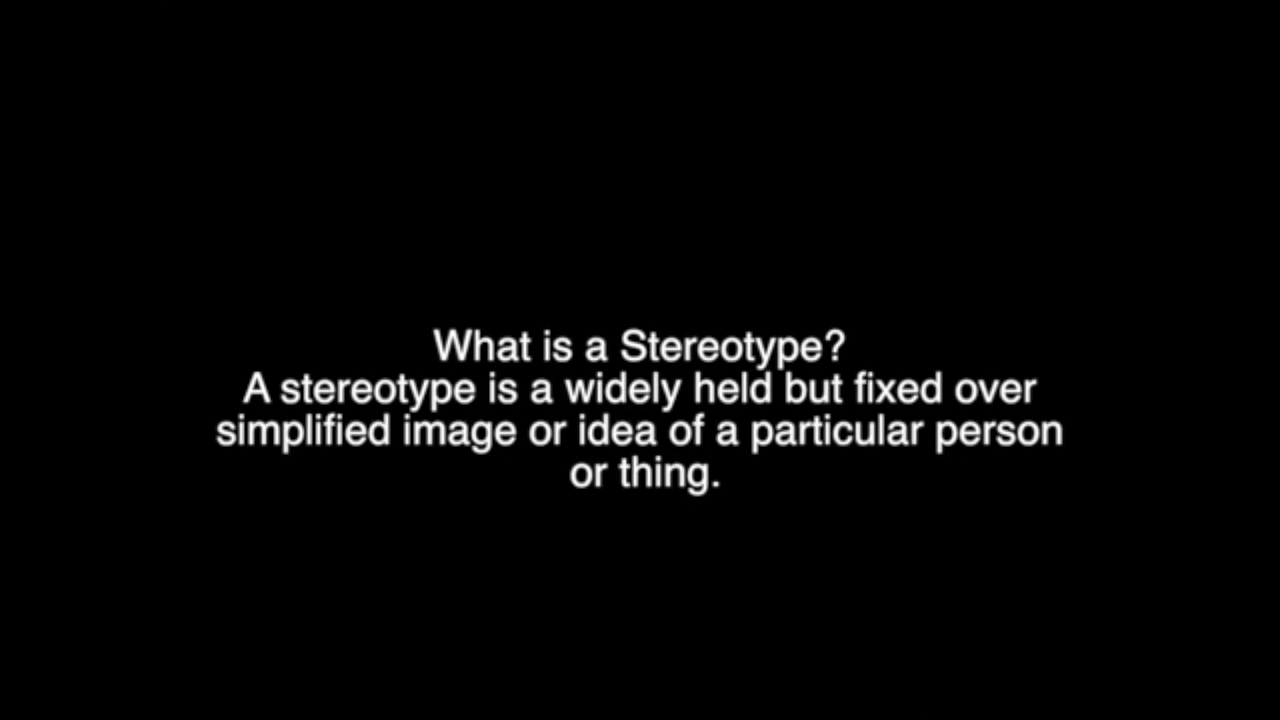 What is a Stereotype?
A stereotype is a widely held but fixed over
simplified image or idea of a particular person
or thing.